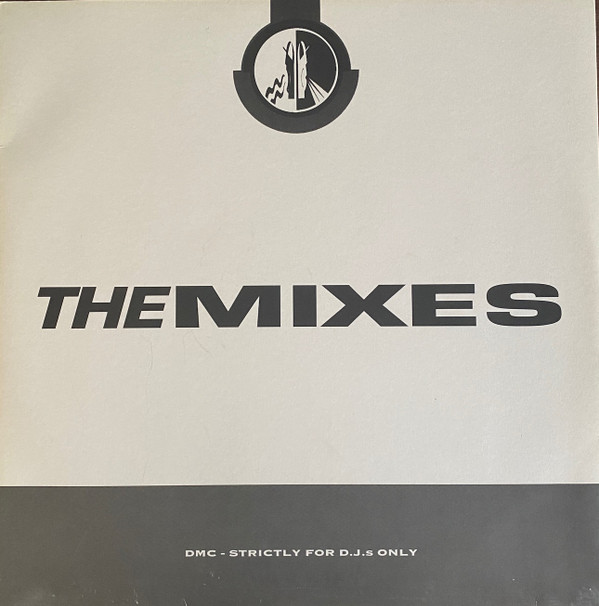 THE MIXES
DMC - STRICTLY FOR D.J.s ONLY